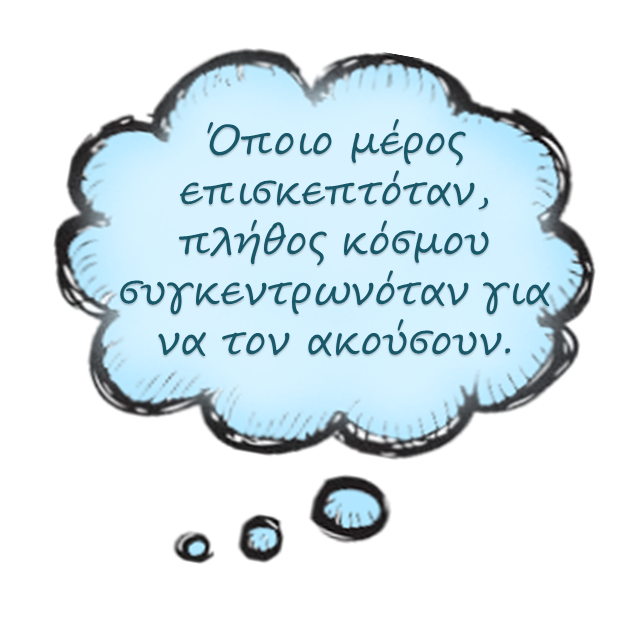 Όποιο μέρος
επισκεπτόταν,
πλήθος κόσμου
συγκεντρωνόταν για
να τον ακούσουν.